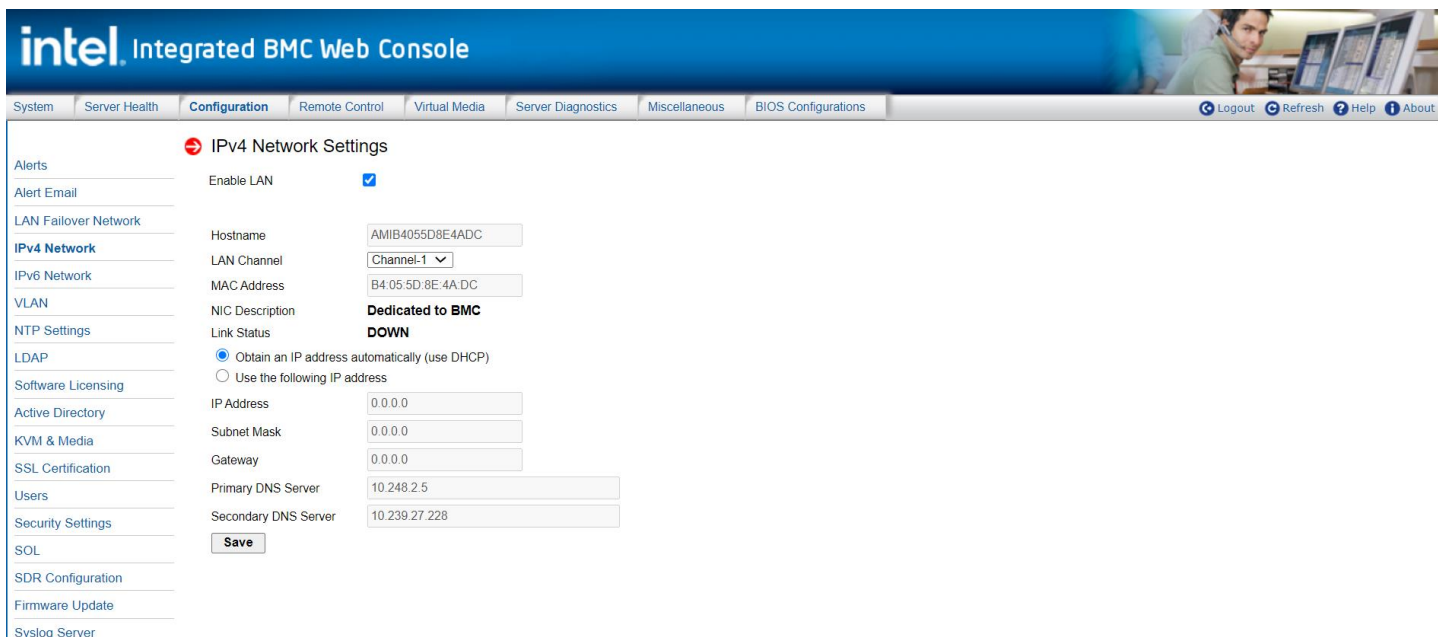 intel. Integrated BMC Web Console
System Server Health Configuration Remote Control Virtual Media Server Diagnostics Miscellaneous BIOS Configurations Logout Refresh Help About
IPv4 Network Settings
Alerts
Alert Email
LAN Failover Network
IPv4 Network
IPv6 Network
VLAN
NTP Settings
LDAP
Software Licensing
Active Directory
KVM & Media
SSL Certification
Users
Security Settings
SOL
SDR Configuration
Firmware Update
Syslog Server
Enable LAN
Hostname AMIB4055D8E4ADC
LAN Channel Channel-1
MAC Address B4:05:5D:8E:4A:DC
NIC Description Dedicated to BMC
Link Status DOWN
Obtain an IP address automatically (use DHCP)
Use the following IP address
IP Address 0.0.0.0
Subnet Mask 0.0.0.0
Gateway 0.0.0.0
Primary DNS Server 10.248.2.5
Secondary DNS Server 10.239.27.228
Save